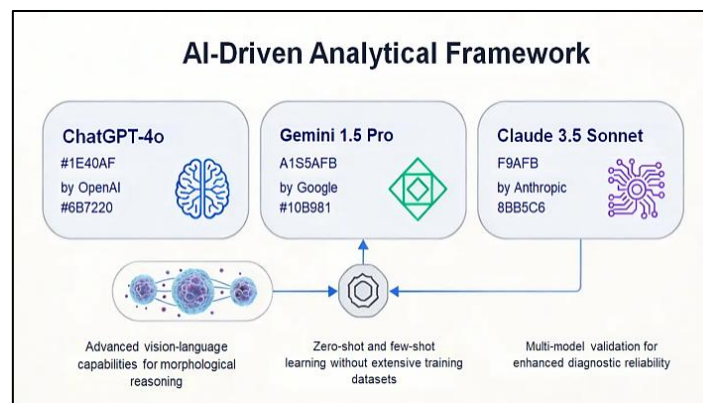 AI-Driven Analytical Framework
ChatGPT-4o
#1E40AF
by OpenAI
#6B7220
Gemini 1.5 Pro
A1S5AFB
by Google
#10B981
Claude 3.5 Sonnet
F9AFB
by Anthropic
8BB5C6
Advanced vision-language
capabilities for morphological
reasoning
Zero-shot and few-shot
learning without extensive training
datasets
Multi-model validation for
enhanced diagnostic reliability